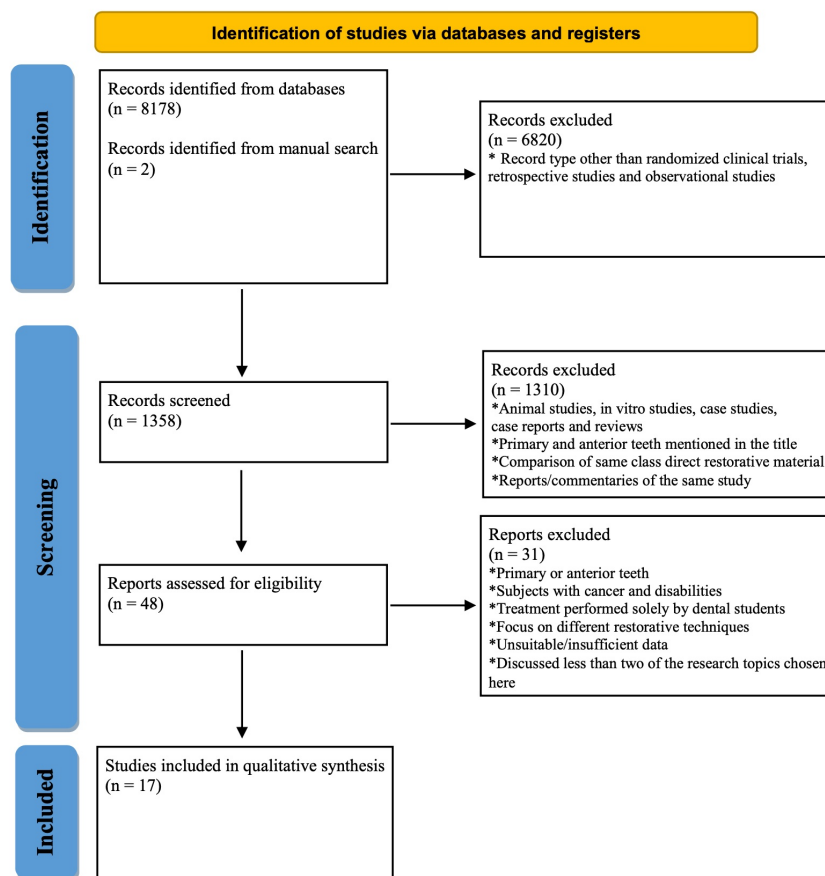 Identification of studies via databases and registers
Identification
Records identified from databases
(n = 8178)
Records identified from manual search
(n = 2)
Records excluded
(n = 6820)
* Record type other than randomized clinical trials,
retrospective studies and observational studies
Screening
Records screened
(n = 1358)
Records excluded
(n = 1310)
*Animal studies, in vitro studies, case studies,
case reports and reviews
*Primary and anterior teeth mentioned in the title
*Comparison of same class direct restorative material
*Reports/commentaries of the same study
Reports assessed for eligibility
(n = 48)
Reports excluded
(n = 31)
*Primary or anterior teeth
*Subjects with cancer and disabilities
*Treatment performed solely by dental students
*Focus on different restorative techniques
*Unsuitable/insufficient data
*Discussed less than two of the research topics chosen
here
Included
Studies included in qualitative synthesis
(n = 17)